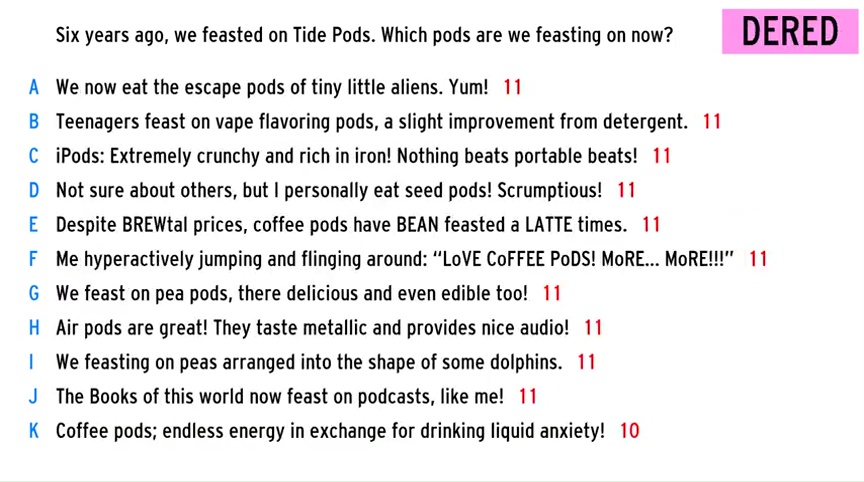 Six years ago, we feasted on Tide Pods. Which pods are we feasting on now?
DERED
A We now eat the escape pods of tiny little aliens. Yum! 11
B Teenagers feast on vape flavoring pods, a slight improvement from detergent. 11
C iPods: Extremely crunchy and rich in iron! Nothing beats portable beats! 11
D Not sure about others, but I personally eat seed pods! Scrumptious! 11
E Despite BREWtal prices, coffee pods have BEAN feasted a LATTE times. 11
F Me hyperactively jumping and flinging around: “LoVE CoFFEE PoDS! MoRE... MoRE!!!” 11
G We feast on pea pods, there delicious and even edible too! 11
H Air pods are great! They taste metallic and provides nice audio! 11
I We feasting on peas arranged into the shape of some dolphins. 11
J The Books of this world now feast on podcasts, like me! 11
K Coffee pods; endless energy in exchange for drinking liquid anxiety! 10